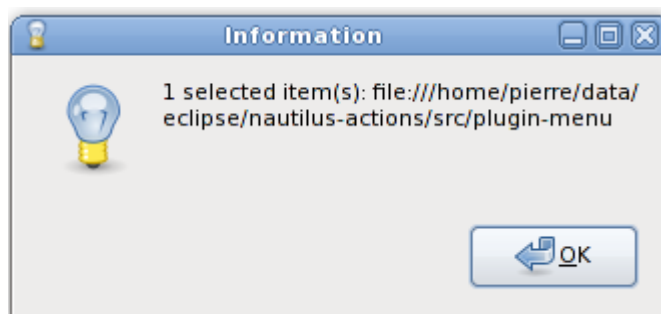 Information
1 selected item(s): file:///home/pierre/data/
eclipse/nautilus-actions/src/plugin-menu
OK